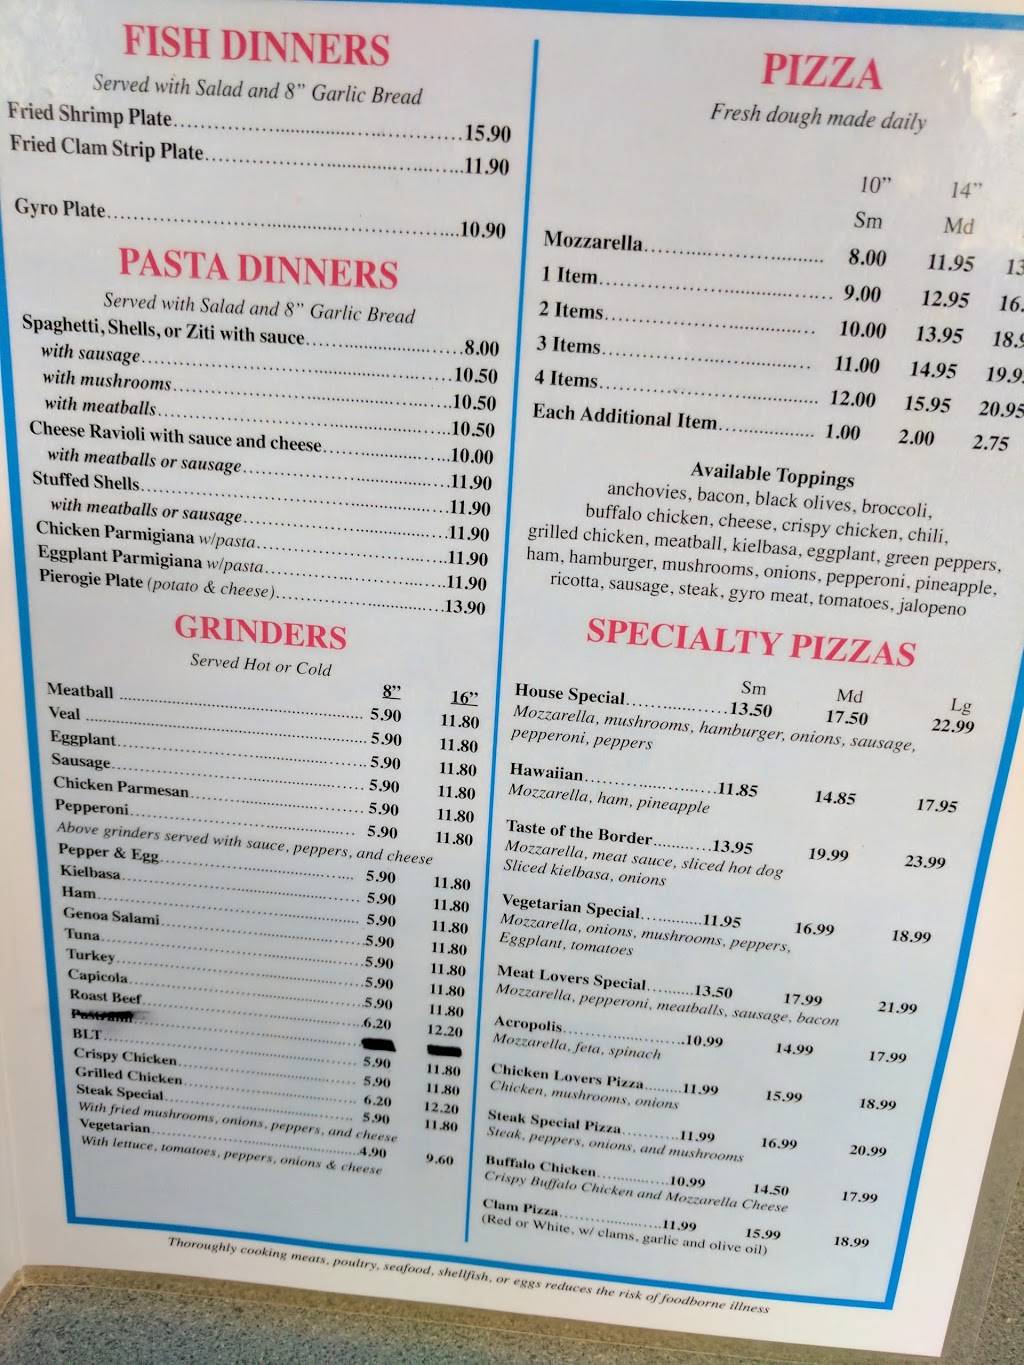 FISH DINNERS
Served with Salad and 8” Garlic Bread
Fried Shrimp Plate 15.90
Fried Clam Strip Plate 11.90
Gyro Plate 10.90
PASTA DINNERS
Served with Salad and 8” Garlic Bread
Spaghetti, Shells, or Ziti with sauce 8.00
with sausage 10.50
with mushrooms 10.50
with meatballs 10.50
Cheese Ravioli with sauce and cheese 10.00
with meatballs or sausage 11.90
Stuffed Shells 11.90
with meatballs or sausage 11.90
Chicken Parmigiana w/pasta 11.90
Eggplant Parmigiana w/pasta 11.90
Pierogie Plate (potato & cheese) 13.90
GRINDERS
Served Hot or Cold
8” 16”
Meatball 5.90 11.80
Veal 5.90 11.80
Eggplant 5.90 11.80
Sausage 5.90 11.80
Chicken Parmesan 5.90 11.80
Pepperoni 5.90 11.80
Above grinders served with sauce, peppers, and cheese
Pepper & Egg 5.90 11.80
Kielbasa 5.90 11.80
Ham 5.90 11.80
Genoa Salami 5.90 11.80
Tuna 5.90 11.80
Turkey 5.90 11.80
Capicola 5.90 11.80
Roast Beef 6.20 12.20
BLT 5.90 11.80
Crispy Chicken 5.90 11.80
Grilled Chicken 6.20 12.20
Steak Special 5.90 11.80
With fried mushrooms, onions, peppers, and cheese
Vegetarian 4.90 9.60
With lettuce, tomatoes, peppers, onions & cheese
PIZZA
Fresh dough made daily
10” 14”
Sm Md
Mozzarella 8.00 11.95
1 Item 9.00 12.95
2 Items 10.00 13.95
3 Items 11.00 14.95
4 Items 12.00 15.95 20.95
Each Additional Item 1.00 2.00 2.75
Available Toppings
anchovies, bacon, black olives, broccoli,
buffalo chicken, cheese, crispy chicken, chili,
grilled chicken, meatball, kielbasa, eggplant, green peppers,
ham, hamburger, mushrooms, onions, pepperoni, pineapple,
ricotta, sausage, steak, gyro meat, tomatoes, jalopeno
SPECIALTY PIZZAS
Sm Md Lg
House Special 13.50 17.50 22.99
Mozzarella, mushrooms, hamburger, onions, sausage,
pepperoni, peppers
Hawaiian 11.85 14.85 17.95
Mozzarella, ham, pineapple
Taste of the Border 13.95 19.99 23.99
Mozzarella, meat sauce, sliced hot dog
Sliced kielbasa, onions
Vegetarian Special 11.95 16.99 18.99
Mozzarella, onions, mushrooms, peppers,
Eggplant, tomatoes
Meat Lovers Special 13.50 17.99 21.99
Mozzarella, pepperoni, meatballs, sausage, bacon
Acropolis 10.99 14.99 17.99
Mozzarella, feta, spinach
Chicken Lovers Pizza 11.99 15.99 18.99
Chicken, mushrooms, onions
Steak Special Pizza 11.99 16.99 20.99
Steak, peppers, onions, and mushrooms
Buffalo Chicken 10.99 14.50 17.99
Crispy Buffalo Chicken and Mozzarella Cheese
Clam Pizza 11.99 15.99 18.99
(Red or White, w/ clams, garlic and olive oil)
Thoroughly cooking meats, poultry, seafood, shellfish, or eggs reduces the risk of foodborne illness